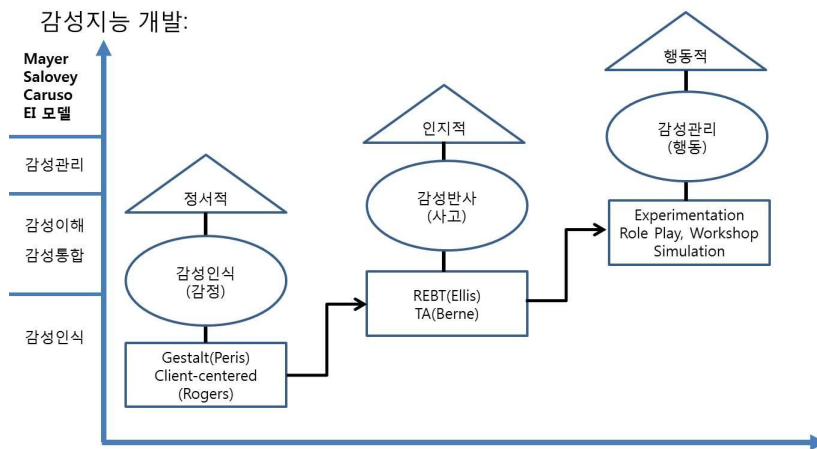 감성지능 개발:
Mayer
Salovey
Caruso
EI 모델
감성관리
감성이해
감성통합
감성인식
정서적
감성인식
(감정)
Gestalt(Peris)
Client-centered
(Rogers)
인지적
감성반사
(사고)
REBT(Ellis)
TA(Berne)
행동적
감성관리
(행동)
Experimentation
Role Play, Workshop
Simulation